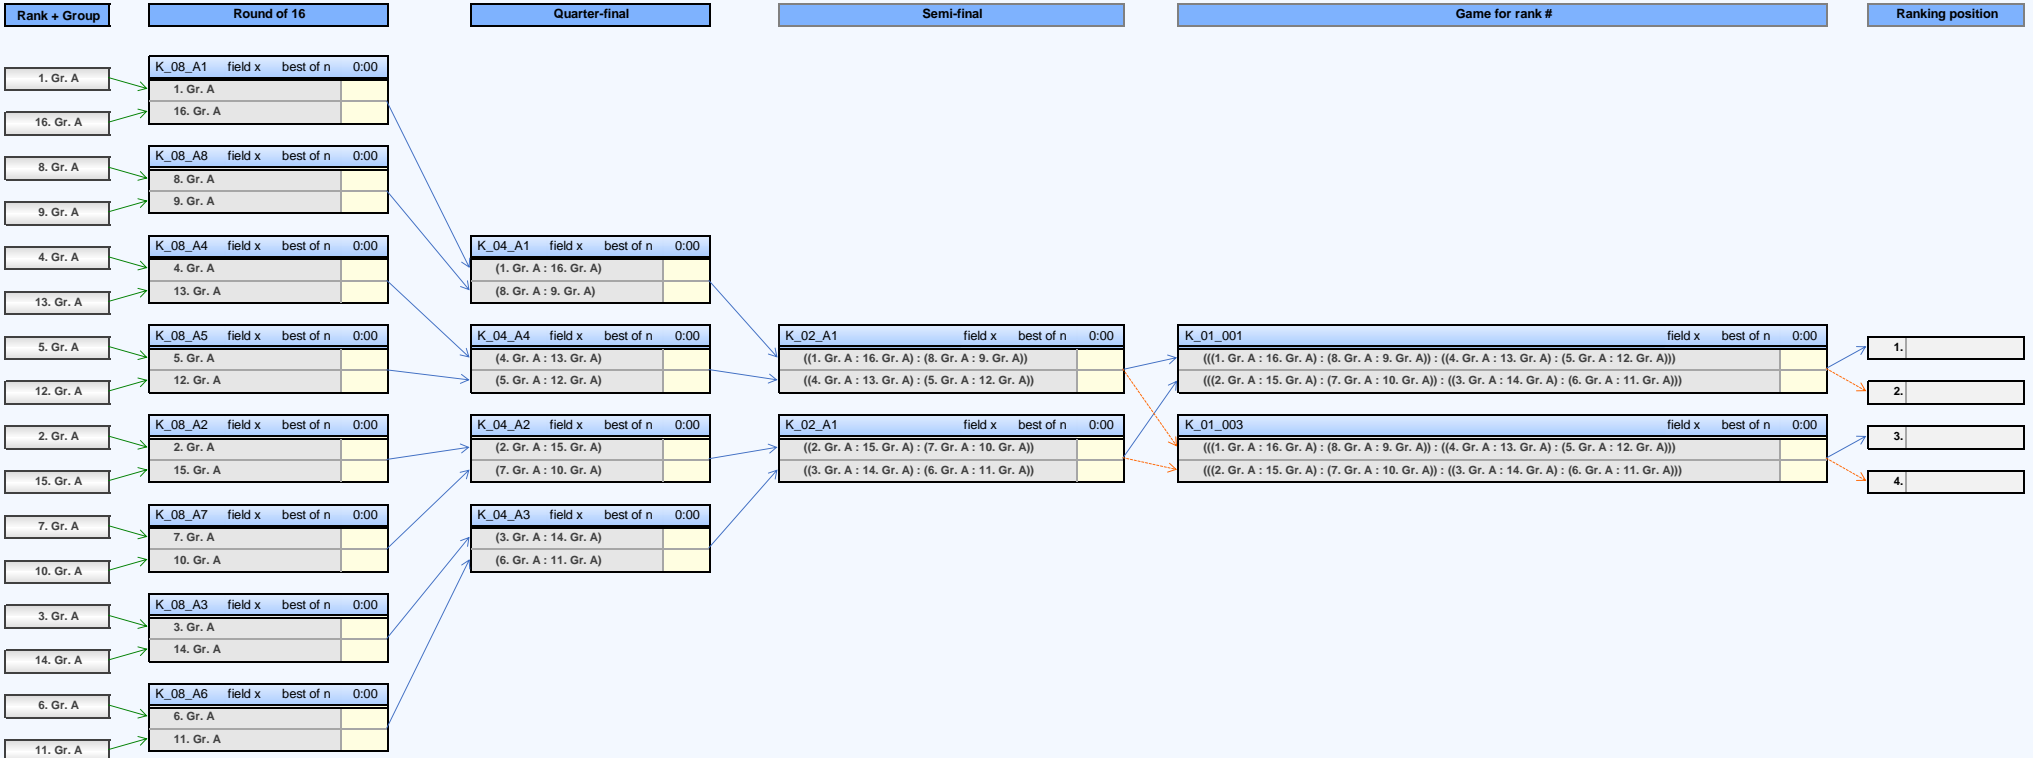 Rank + Group
Round of 16
Quarter-final
Semi-final
Game for rank #
Ranking position
1. Gr. A
16. Gr. A
8. Gr. A
9. Gr. A
4. Gr. A
13. Gr. A
5. Gr. A
12. Gr. A
2. Gr. A
15. Gr. A
7. Gr. A
10. Gr. A
3. Gr. A
14. Gr. A
6. Gr. A
11. Gr. A
K_08_A1 field x best of n 0:00
1. Gr. A
16. Gr. A
K_08_A8 field x best of n 0:00
8. Gr. A
9. Gr. A
K_08_A4 field x best of n 0:00
4. Gr. A
13. Gr. A
K_08_A5 field x best of n 0:00
5. Gr. A
12. Gr. A
K_08_A2 field x best of n 0:00
2. Gr. A
15. Gr. A
K_08_A7 field x best of n 0:00
7. Gr. A
10. Gr. A
K_08_A3 field x best of n 0:00
3. Gr. A
14. Gr. A
K_08_A6 field x best of n 0:00
6. Gr. A
11. Gr. A
K_04_A1 field x best of n 0:00
(1. Gr. A : 16. Gr. A)
(8. Gr. A : 9. Gr. A)
K_04_A4 field x best of n 0:00
(4. Gr. A : 13. Gr. A)
(5. Gr. A : 12. Gr. A)
K_04_A2 field x best of n 0:00
(2. Gr. A : 15. Gr. A)
(7. Gr. A : 10. Gr. A)
K_04_A3 field x best of n 0:00
(3. Gr. A : 14. Gr. A)
(6. Gr. A : 11. Gr. A)
K_02_A1 field x best of n 0:00
((1. Gr. A : 16. Gr. A) : (8. Gr. A : 9. Gr. A))
((4. Gr. A : 13. Gr. A) : (5. Gr. A : 12. Gr. A))
K_02_A1 field x best of n 0:00
((2. Gr. A : 15. Gr. A) : (7. Gr. A : 10. Gr. A))
((3. Gr. A : 14. Gr. A) : (6. Gr. A : 11. Gr. A))
K_01_001 field x best of n 0:00
(((1. Gr. A : 16. Gr. A) : (8. Gr. A : 9. Gr. A)) : ((4. Gr. A : 13. Gr. A) : (5. Gr. A : 12. Gr. A)))
(((2. Gr. A : 15. Gr. A) : (7. Gr. A : 10. Gr. A)) : ((3. Gr. A : 14. Gr. A) : (6. Gr. A : 11. Gr. A)))
K_01_003 field x best of n 0:00
(((1. Gr. A : 16. Gr. A) : (8. Gr. A : 9. Gr. A)) : ((4. Gr. A : 13. Gr. A) : (5. Gr. A : 12. Gr. A)))
(((2. Gr. A : 15. Gr. A) : (7. Gr. A : 10. Gr. A)) : ((3. Gr. A : 14. Gr. A) : (6. Gr. A : 11. Gr. A)))
1.
2.
3.
4.